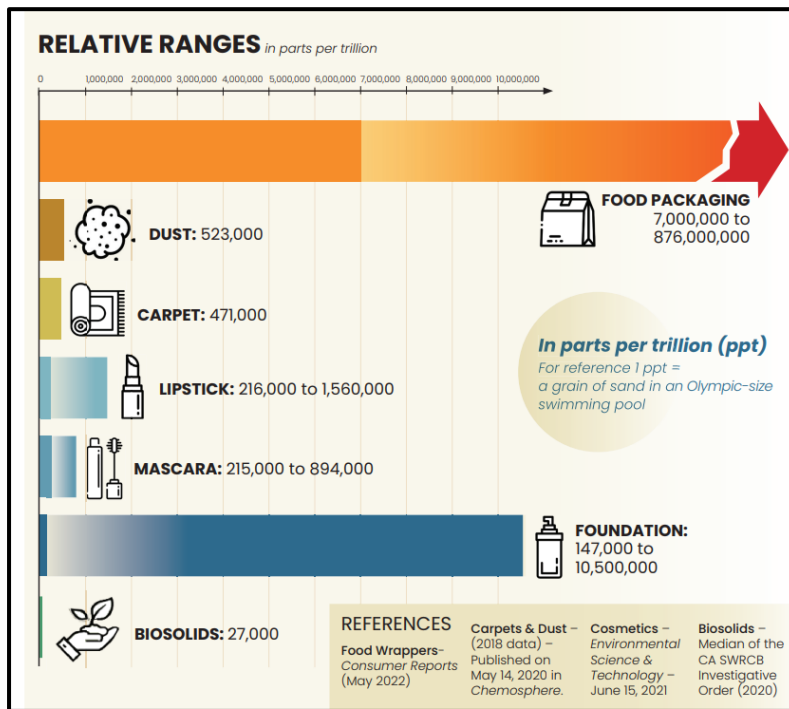 RELATIVE RANGES in parts per trillion
0 1000,000 2,000,000 3,000,000 4,000,000 5,000,000 6,000,000 7,000,000 8,000,000 9,000,000 10,000,000
FOOD PACKAGING
7,000,000 to
876,000,000
DUST: 523,000
CARPET: 471,000
In parts per trillion (ppt)
For reference 1 ppt =
a grain of sand in an Olympic-size
swimming pool
LIPSTICK: 216,000 to 1,560,000
MASCARA: 215,000 to 894,000
FOUNDATION:
147,000 to
10,500,000
BIOSOLIDS: 27,000
REFERENCES
Food Wrappers-
Consumer Reports
(May 2022)
Carpets & Dust –
(2018 data) –
Published on
May 14, 2020 in
Chemosphere.
Cosmetics –
Environmental
Science &
Technology –
June 15, 2021
Biosolids –
Median of the
CA SWRCB
Investigative
Order (2020)